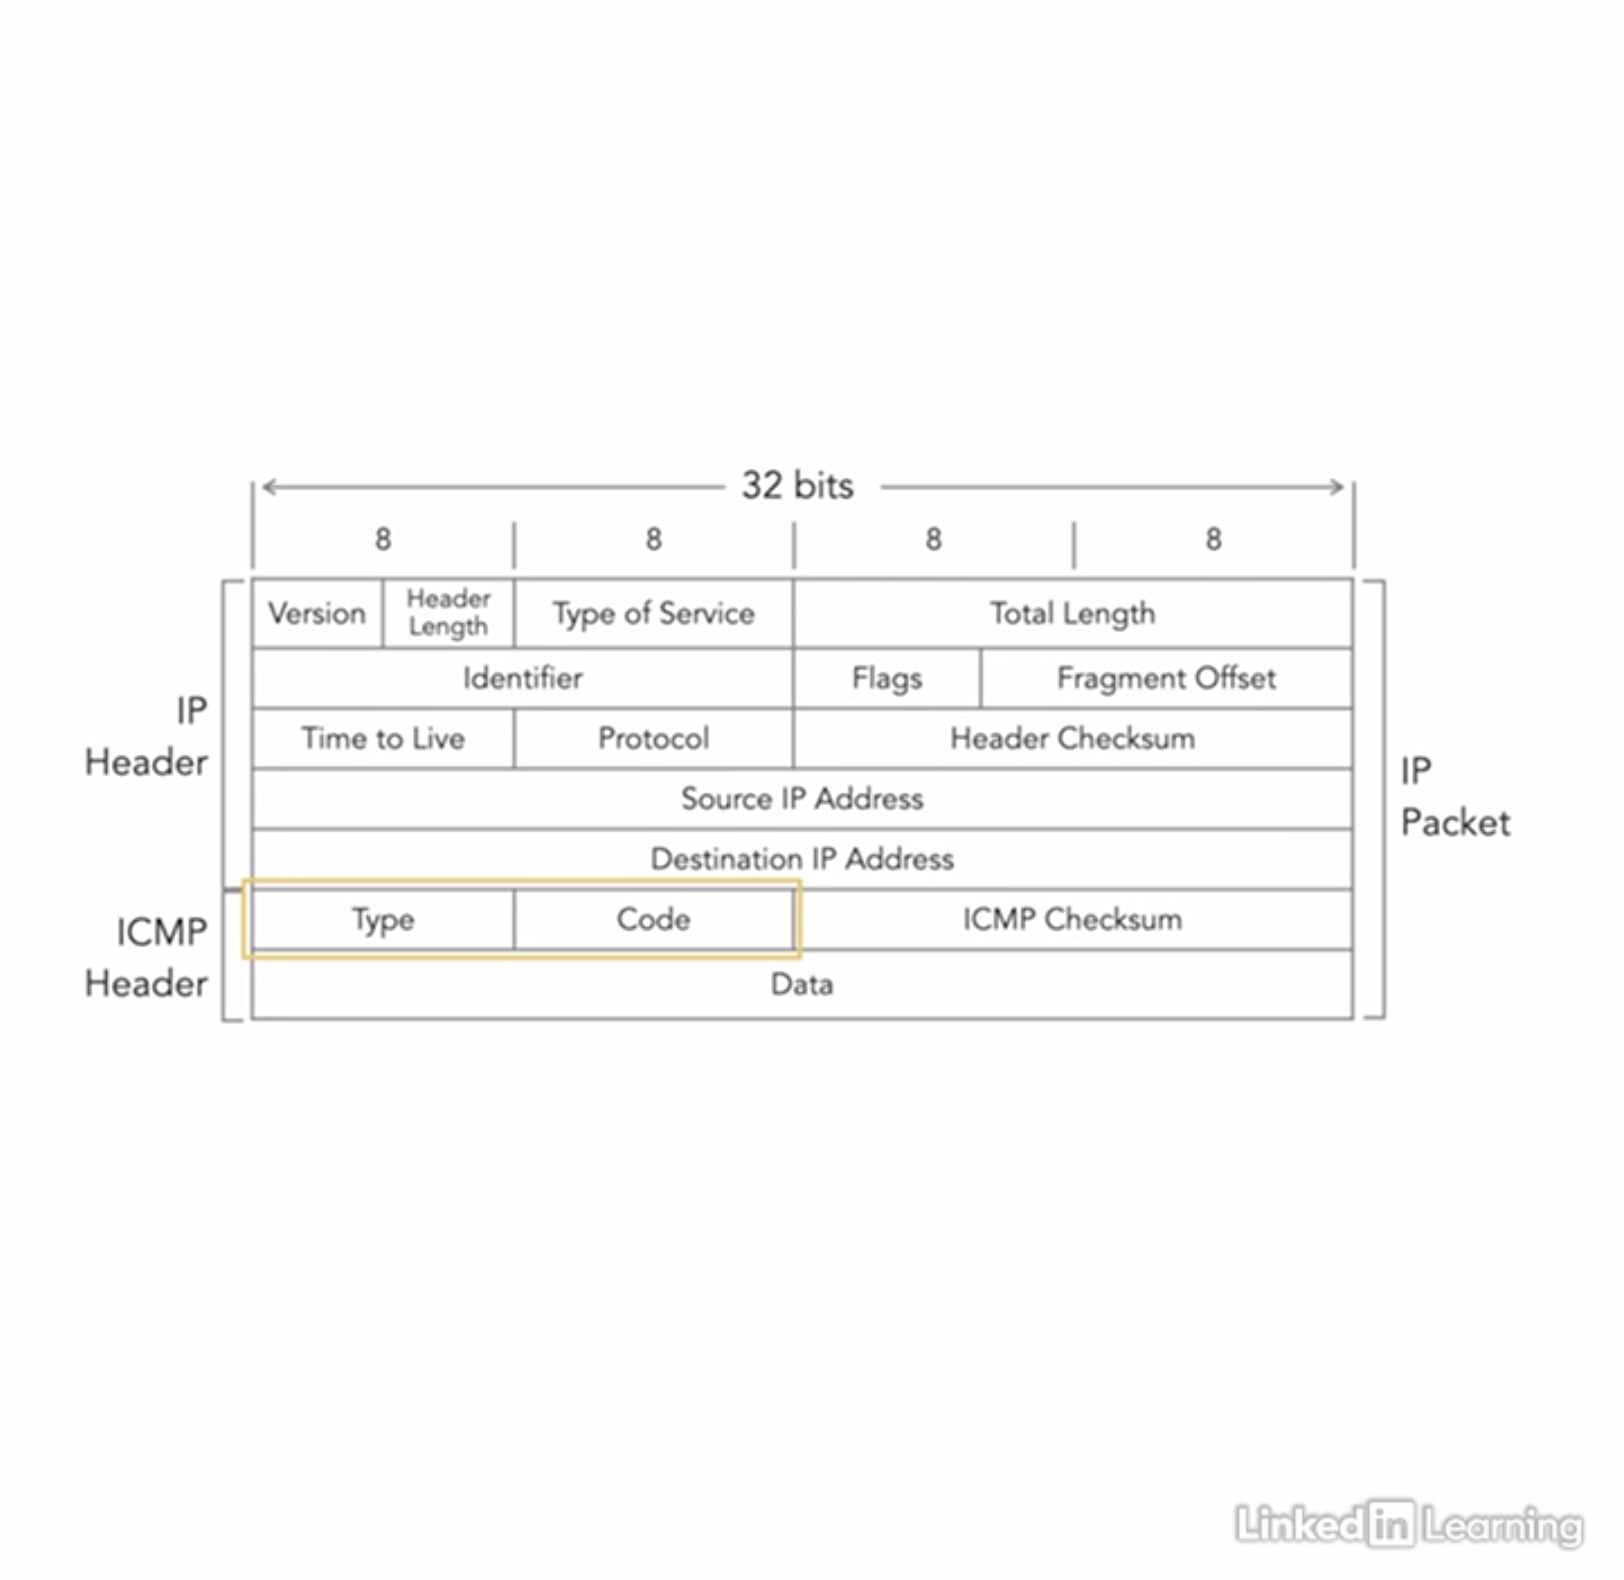 32 bits
8 8 8 8
Version Header Length Type of Service Total Length
Identifier Flags Fragment Offset
IP Header
Time to Live Protocol Header Checksum
Source IP Address
IP Packet
Destination IP Address
ICMP Header
Type Code ICMP Checksum
Data
Linked in Learning